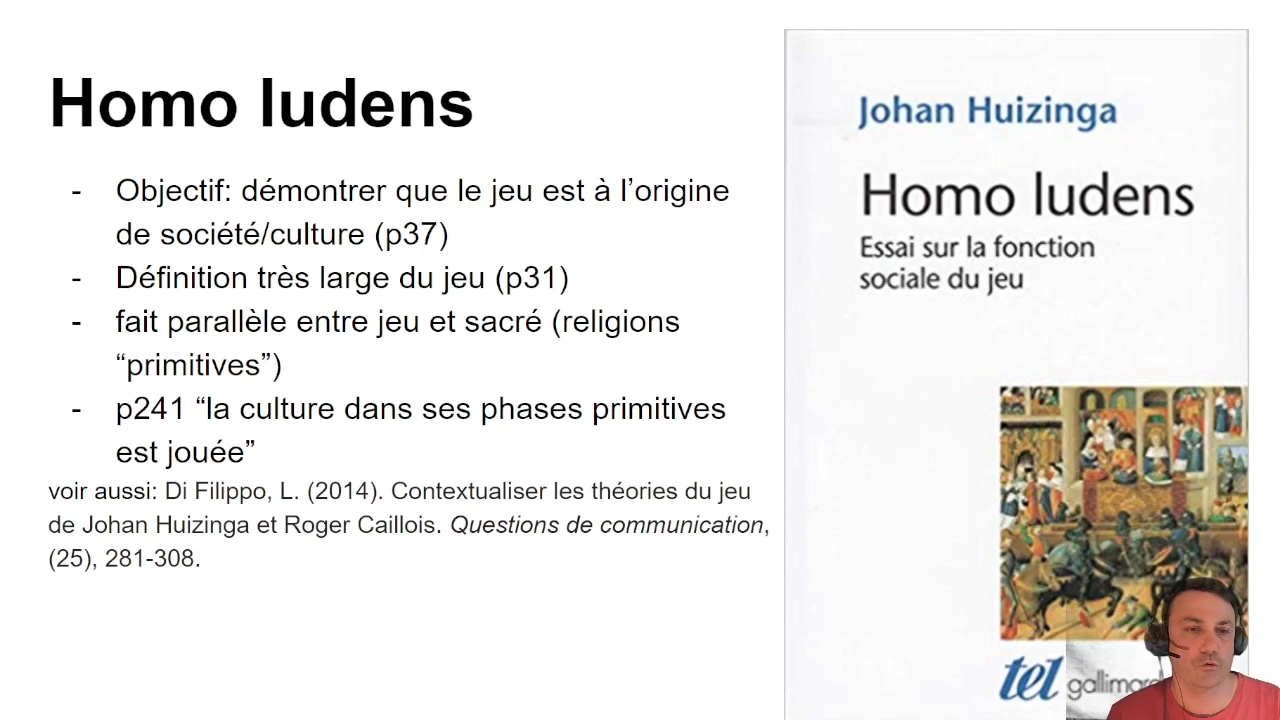 Homo ludens
- Objectif: démontrer que le jeu est à l’origine
de société/culture (p37)
- Définition très large du jeu (p31)
- fait parallèle entre jeu et sacré (religions
“primitives”)
- p241 “la culture dans ses phases primitives
est jouée”
voir aussi: Di Filippo, L. (2014). Contextualiser les théories du jeu
de Johan Huizinga et Roger Caillois. Questions de communication,
(25), 281-308.
Johan Huizinga
Homo ludens
Essai sur la fonction
sociale du jeu
tel gallimard